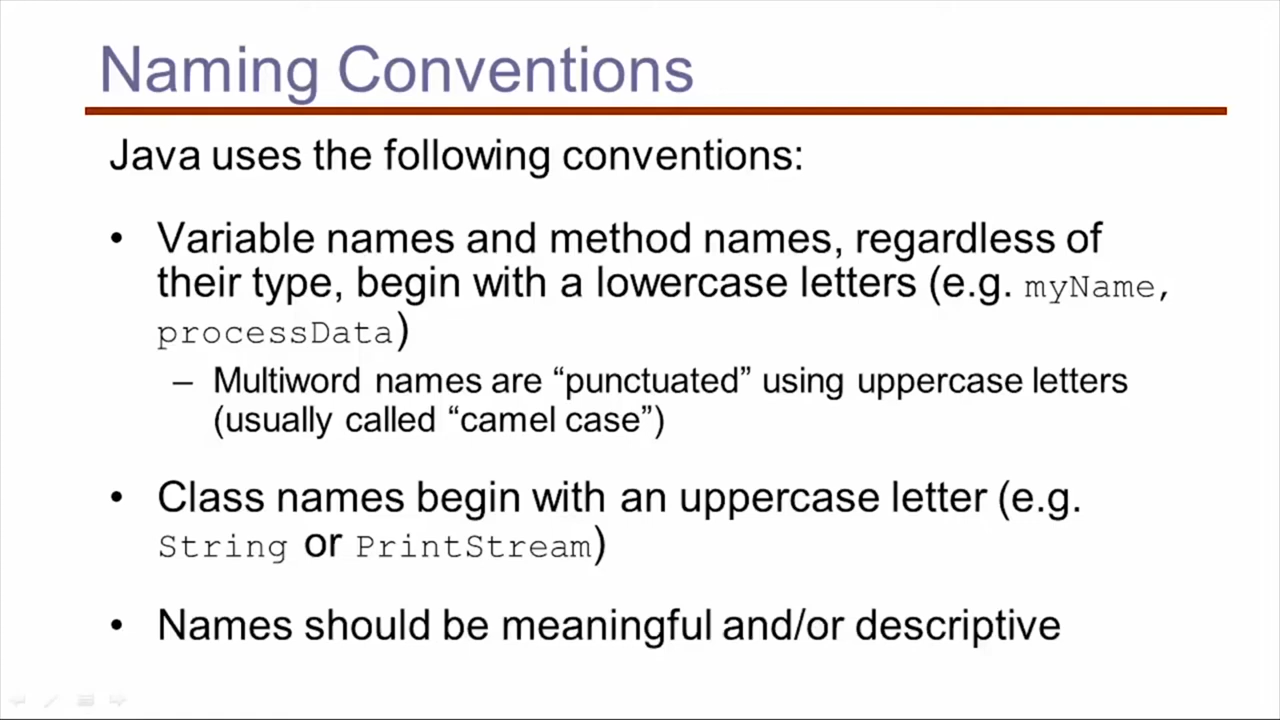 Naming Conventions
Java uses the following conventions:
• Variable names and method names, regardless of
their type, begin with a lowercase letters (e.g. myName,
processData)
– Multiword names are “punctuated” using uppercase letters
(usually called “camel case”)
• Class names begin with an uppercase letter (e.g.
String or PrintStream)
• Names should be meaningful and/or descriptive